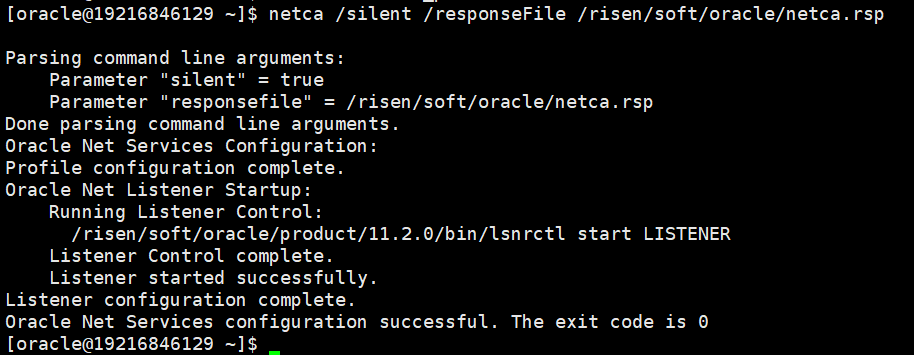 [oracle@19216846129 ~]$ netca /silent /responseFile /risen/soft/oracle/netca.rsp
Parsing command line arguments:
Parameter "silent" = true
Parameter "responsefile" = /risen/soft/oracle/netca.rsp
Done parsing command line arguments.
Oracle Net Services Configuration:
Profile configuration complete.
Oracle Net Listener Startup:
Running Listener Control:
/risen/soft/oracle/product/11.2.0/bin/lsnrctl start LISTENER
Listener Control complete.
Listener started successfully.
Listener configuration complete.
Oracle Net Services configuration successful. The exit code is 0
[oracle@19216846129 ~]$